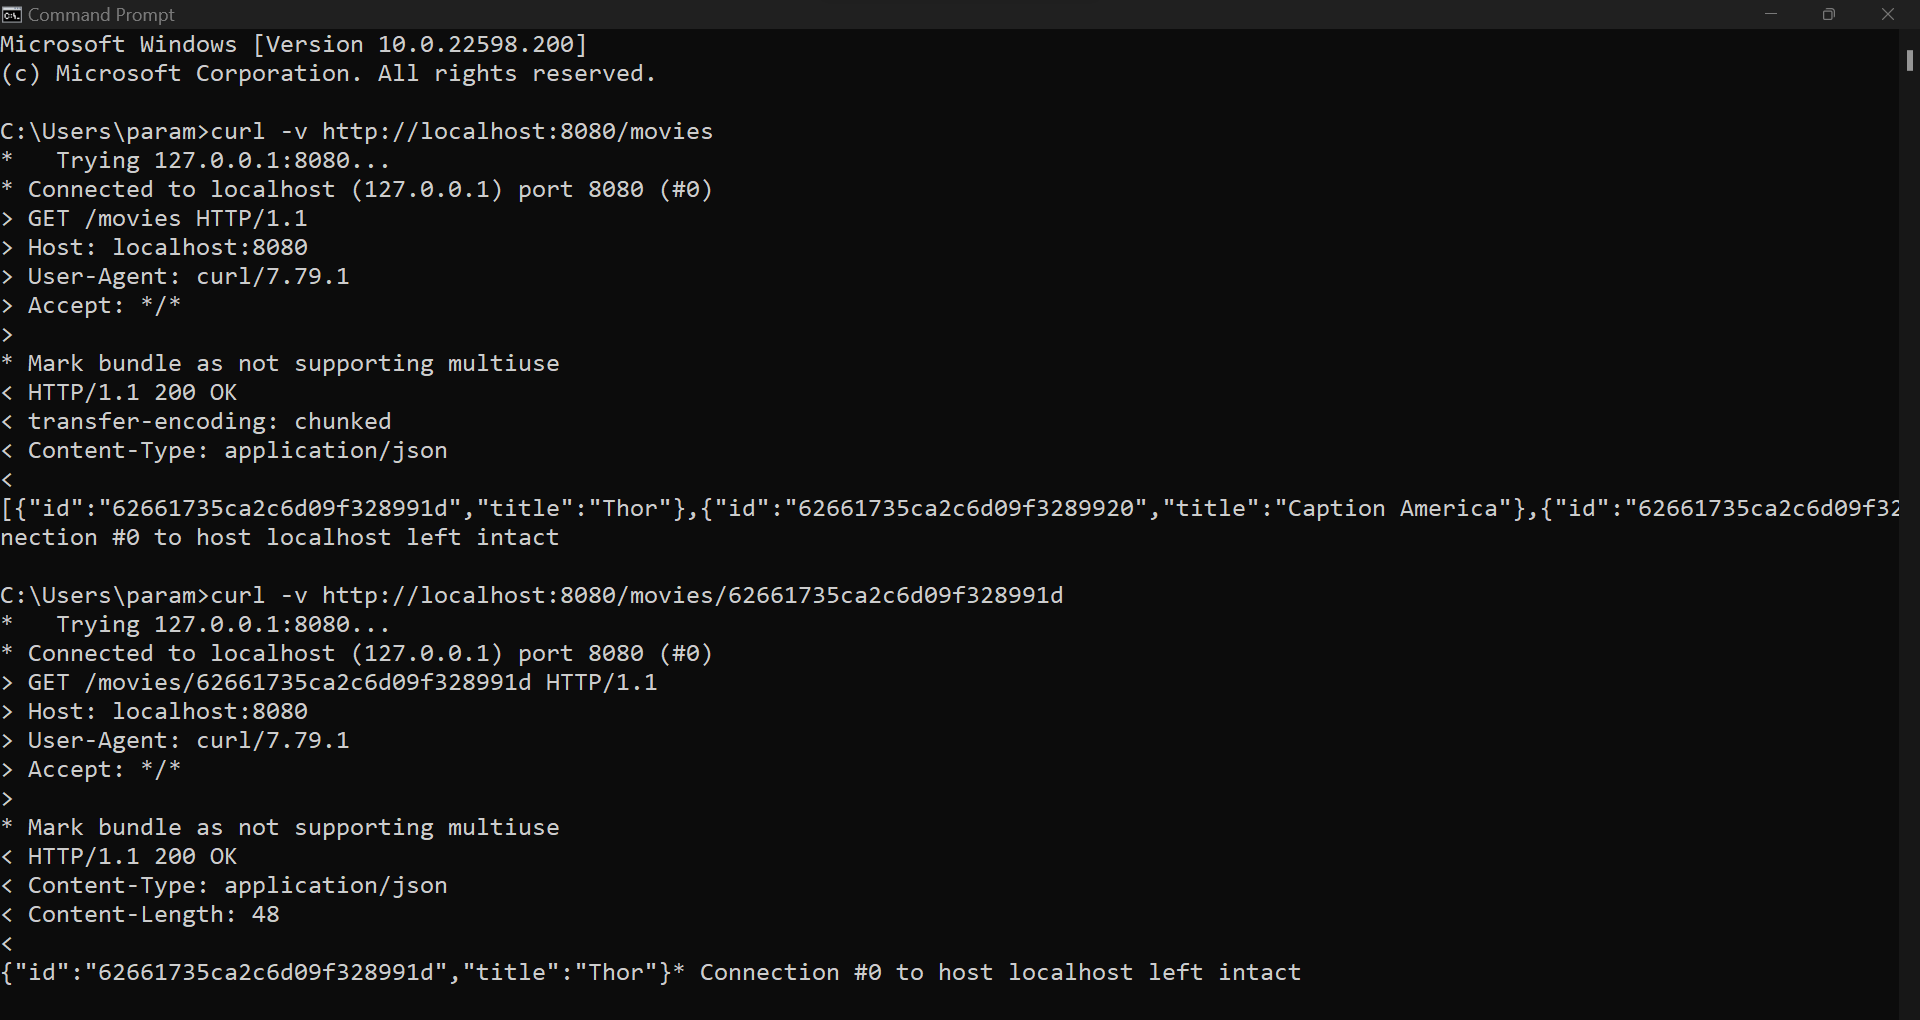 Command Prompt
Microsoft Windows [Version 10.0.22598.200]
(c) Microsoft Corporation. All rights reserved.
C:\Users\param>curl -v http://localhost:8080/movies
*   Trying 127.0.0.1:8080...
* Connected to localhost (127.0.0.1) port 8080 (#0)
> GET /movies HTTP/1.1
> Host: localhost:8080
> User-Agent: curl/7.79.1
> Accept: */*
>
* Mark bundle as not supporting multiuse
< HTTP/1.1 200 OK
< transfer-encoding: chunked
< Content-Type: application/json
<
[{"id":"62661735ca2c6d09f328991d","title":"Thor"},{"id":"62661735ca2c6d09f3289920","title":"Caption America"},{"id":"62661735ca2c6d09f32
nection #0 to host localhost left intact
C:\Users\param>curl -v http://localhost:8080/movies/62661735ca2c6d09f328991d
*   Trying 127.0.0.1:8080...
* Connected to localhost (127.0.0.1) port 8080 (#0)
> GET /movies/62661735ca2c6d09f328991d HTTP/1.1
> Host: localhost:8080
> User-Agent: curl/7.79.1
> Accept: */*
>
* Mark bundle as not supporting multiuse
< HTTP/1.1 200 OK
< Content-Type: application/json
< Content-Length: 48
<
{"id":"62661735ca2c6d09f328991d","title":"Thor"}* Connection #0 to host localhost left intact